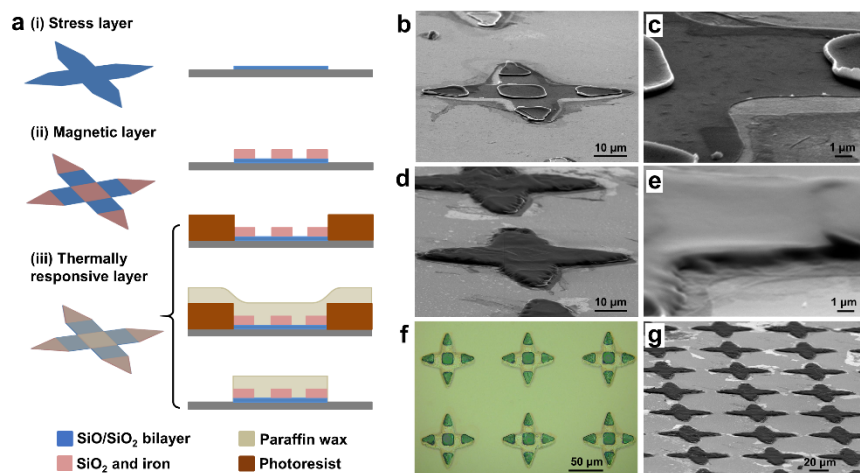 a
(i) Stress layer
(ii) Magnetic layer
(iii) Thermally
responsive layer
SiO/SiO₂ bilayer
SiO₂ and iron
Paraffin wax
Photoresist
b
10 µm
c
1 µm
d
10 µm
e
1 µm
f
50 µm
g
20 µm